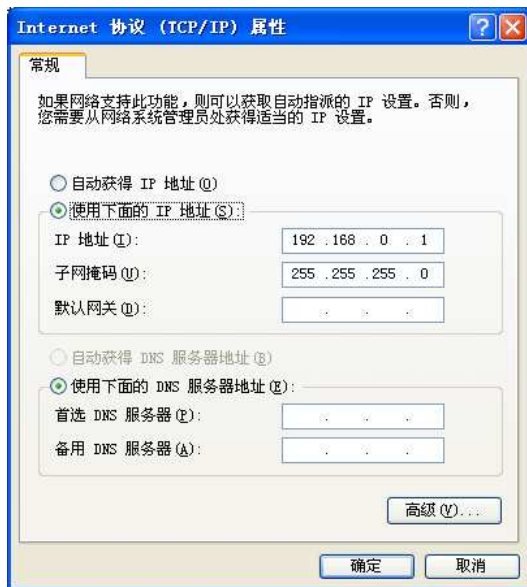 Internet 协议 (TCP/IP) 属性
常规
如果网络支持此功能，则可以获取自动指派的 IP 设置。否则，
您需要从网络系统管理员处获得适当的 IP 设置。
自动获得 IP 地址(O)
使用下面的 IP 地址(S):
IP 地址(I): 192 .168 . 0 . 1
子网掩码(U): 255 .255 .255 . 0
默认网关(D): . . .
自动获得 DNS 服务器地址(B)
使用下面的 DNS 服务器地址(E):
首选 DNS 服务器(P): . . .
备用 DNS 服务器(A): . . .
高级(V)...
确定 取消